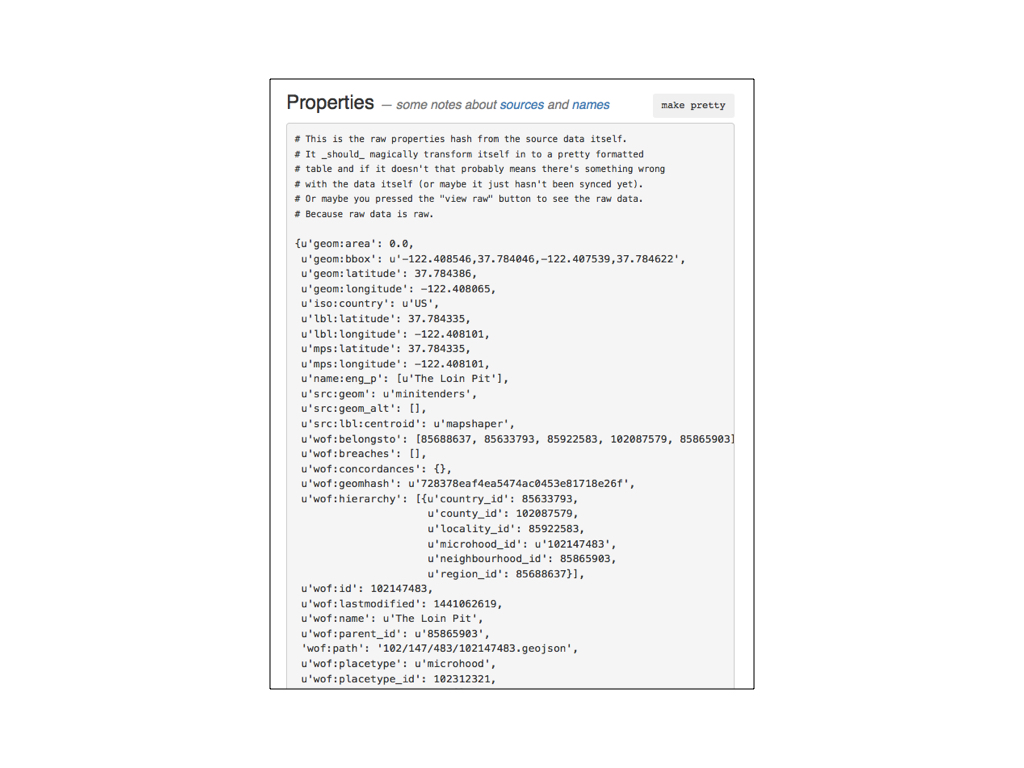 Properties — some notes about sources and names
make pretty
# This is the raw properties hash from the source data itself.
# It _should_ magically transform itself in to a pretty formatted
# table and if it doesn't that probably means there's something wrong
# with the data itself (or maybe it just hasn't been synced yet).
# Or maybe you pressed the "view raw" button to see the raw data.
# Because raw data is raw.
{u'geom:area': 0.0,
u'geom:bbox': u'-122.408546,37.784046,-122.407539,37.784622',
u'geom:latitude': 37.784386,
u'geom:longitude': -122.408065,
u'iso:country': u'US',
u'lbl:latitude': 37.784335,
u'lbl:longitude': -122.408101,
u'mps:latitude': 37.784335,
u'mps:longitude': -122.408101,
u'name:eng_p': [u'The Loin Pit'],
u'src:geom': u'minitenders',
u'src:geom_alt': [],
u'src:lbl:centroid': u'mapshaper',
u'wof:belongsto': [85688637, 85633793, 85922583, 102087579, 85865903]
u'wof:breaches': [],
u'wof:concordances': {},
u'wof:geomhash': u'728378eaf4ea5474ac0453e81718e26f',
u'wof:hierarchy': [{u'country_id': 85633793,
u'county_id': 102087579,
u'locality_id': 85922583,
u'microhood_id': u'102147483',
u'neighbourhood_id': 85865903,
u'region_id': 85688637}],
u'wof:id': 102147483,
u'wof:lastmodified': 1441062619,
u'wof:name': u'The Loin Pit',
u'wof:parent_id': u'85865903',
'wof:path': '102/147/483/102147483.geojson',
u'wof:placetype': u'microhood',
u'wof:placetype_id': 102312321,